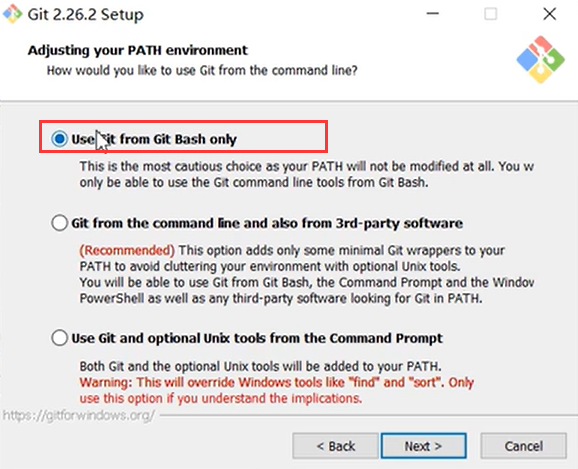 Git 2.26.2 Setup
Adjusting your PATH environment
How would you like to use Git from the command line?
Use Git from Git Bash only
This is the most cautious choice as your PATH will not be modified at all. You w
only be able to use the Git command line tools from Git Bash.
Git from the command line and also from 3rd-party software
(Recommended) This option adds only some minimal Git wrappers to your
PATH to avoid cluttering your environment with optional Unix tools.
You will be able to use Git from Git Bash, the Command Prompt and the Window
PowerShell as well as any third-party software looking for Git in PATH.
Use Git and optional Unix tools from the Command Prompt
Both Git and the optional Unix tools will be added to your PATH.
Warning: This will override Windows tools like "find" and "sort". Only
use this option if you understand the implications.
https://gitforwindows.org/
< Back
Next >
Cancel